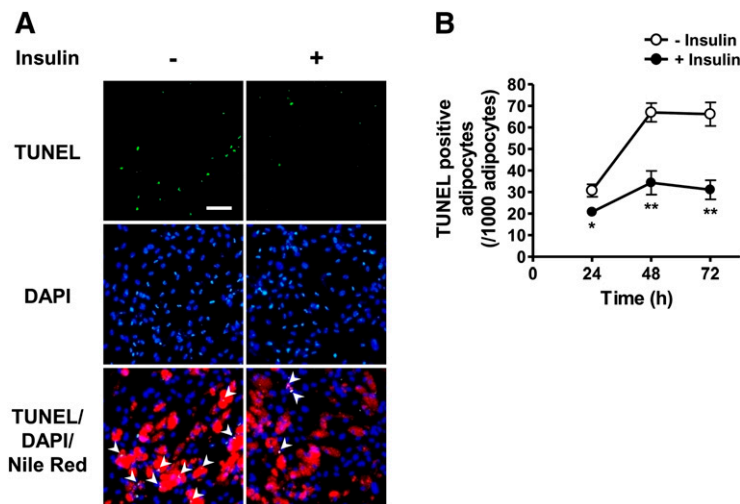 A
Insulin - +
TUNEL
DAPI
TUNEL/
DAPI/
Nile Red
B
- Insulin
+ Insulin
TUNEL positive
adipocytes
(/1000 adipocytes)
80
70
60
50
40
30
20
10
0
0 24 48 72
* ** **
Time (h)